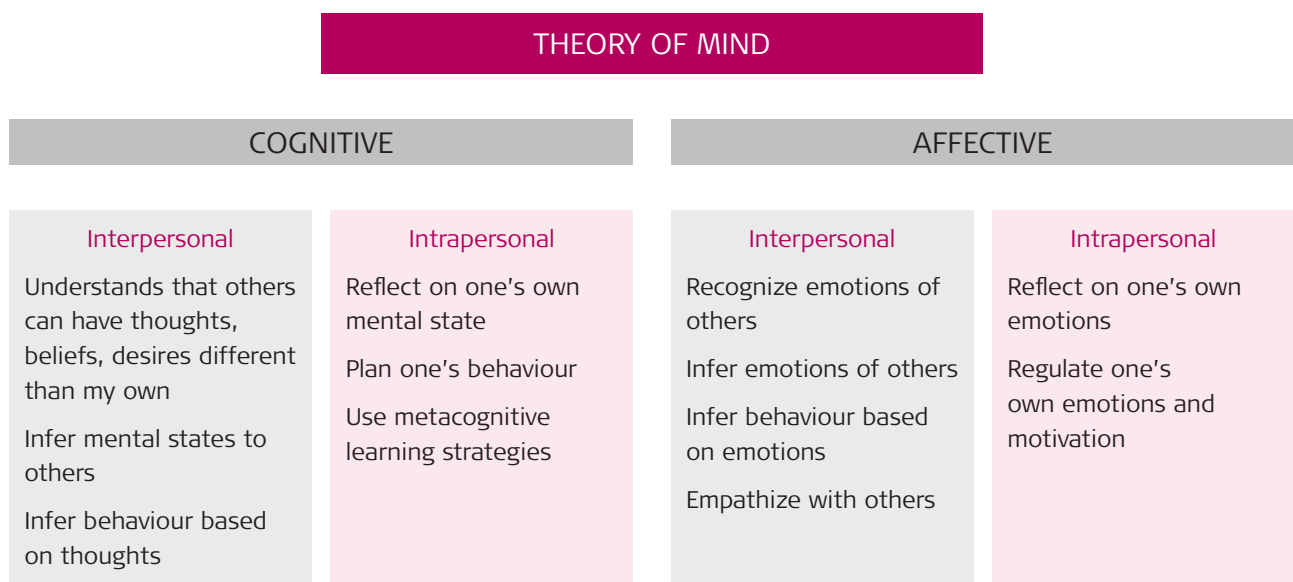 THEORY OF MIND
COGNITIVE
Interpersonal
Understands that others
can have thoughts,
beliefs, desires different
than my own
Infer mental states to
others
Infer behaviour based
on thoughts
Intrapersonal
Reflect on one's own
mental state
Plan one's behaviour
Use metacognitive
learning strategies
AFFECTIVE
Interpersonal
Recognize emotions of
others
Infer emotions of others
Infer behaviour based
on emotions
Empathize with others
Intrapersonal
Reflect on one's own
emotions
Regulate one's
own emotions and
motivation